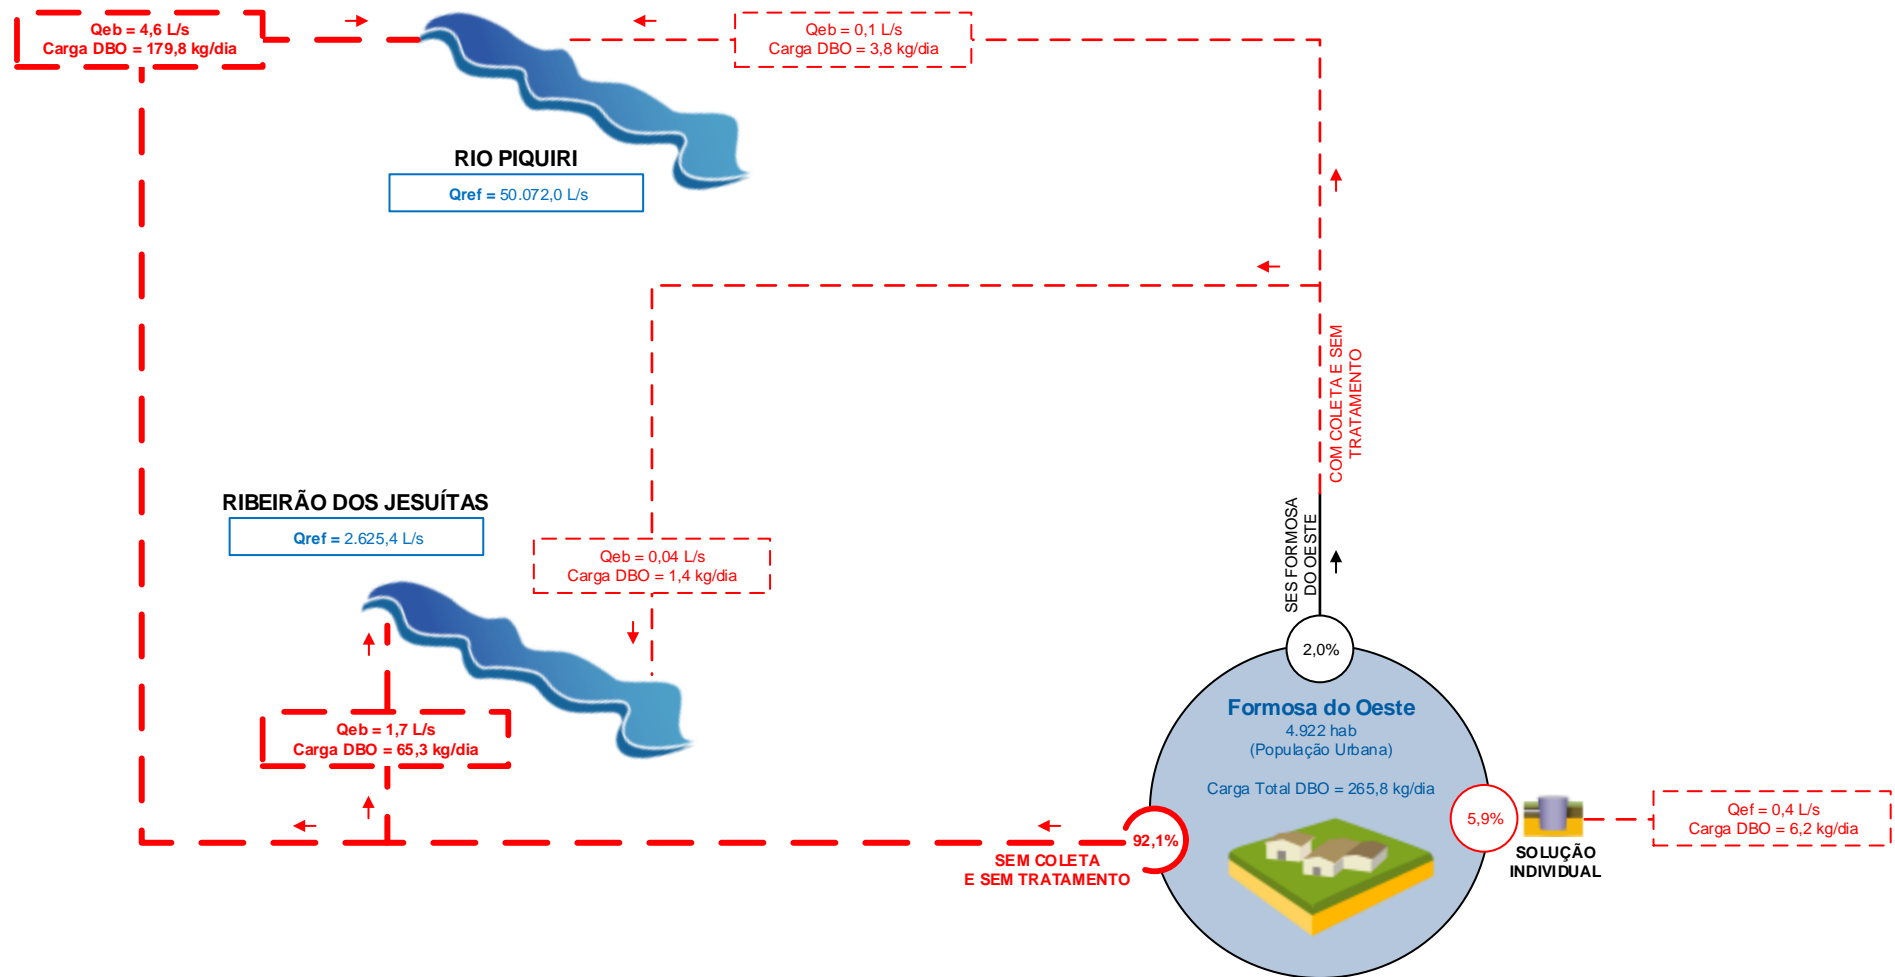 Qeb = 4,6 L/s
Carga DBO = 179,8 kg/dia
Qeb = 0,1 L/s
Carga DBO = 3,8 kg/dia
RIO PIQUIRI
Qref = 50.072,0 L/s
COM COLETA E SEM
TRATAMENTO
RIBEIRÃO DOS JESUÍTAS
Qref = 2.625,4 L/s
Qeb = 0,04 L/s
Carga DBO = 1,4 kg/dia
SES FORMOSA
DO OESTE
2,0%
Formosa do Oeste
4.922 hab
(População Urbana)
Carga Total DBO = 265,8 kg/dia
Qeb = 1,7 L/s
Carga DBO = 65,3 kg/dia
92,1%
SEM COLETA
E SEM TRATAMENTO
5,9%
SOLUÇÃO
INDIVIDUAL
Qef = 0,4 L/s
Carga DBO = 6,2 kg/dia